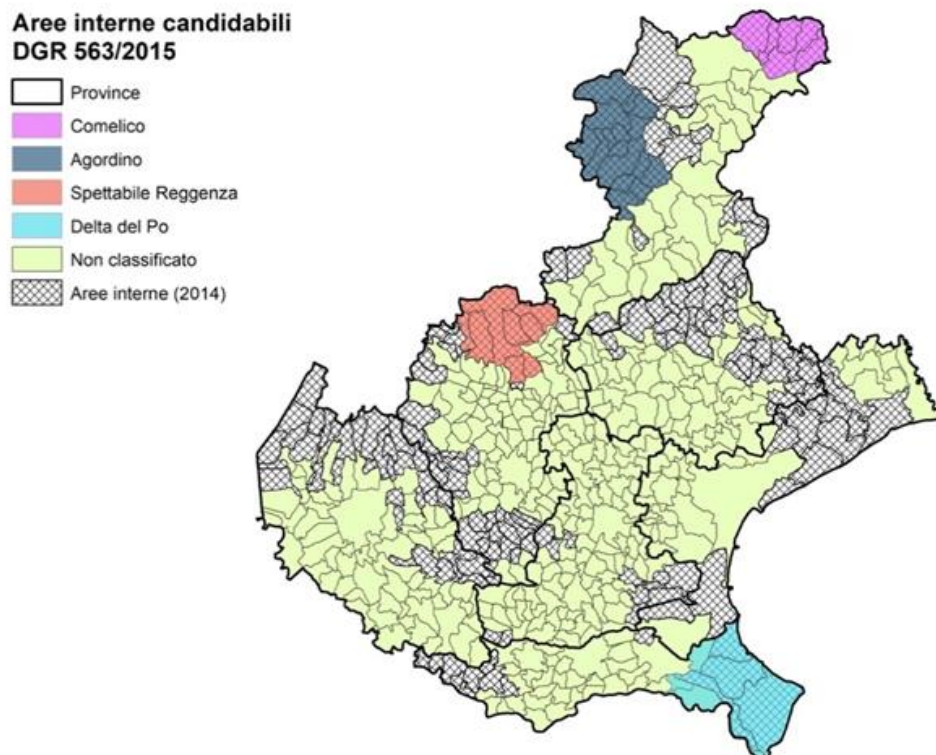 Aree interne candidabili
DGR 563/2015
Province
Comelico
Agordino
Spettabile Reggenza
Delta del Po
Non classificato
Aree interne (2014)